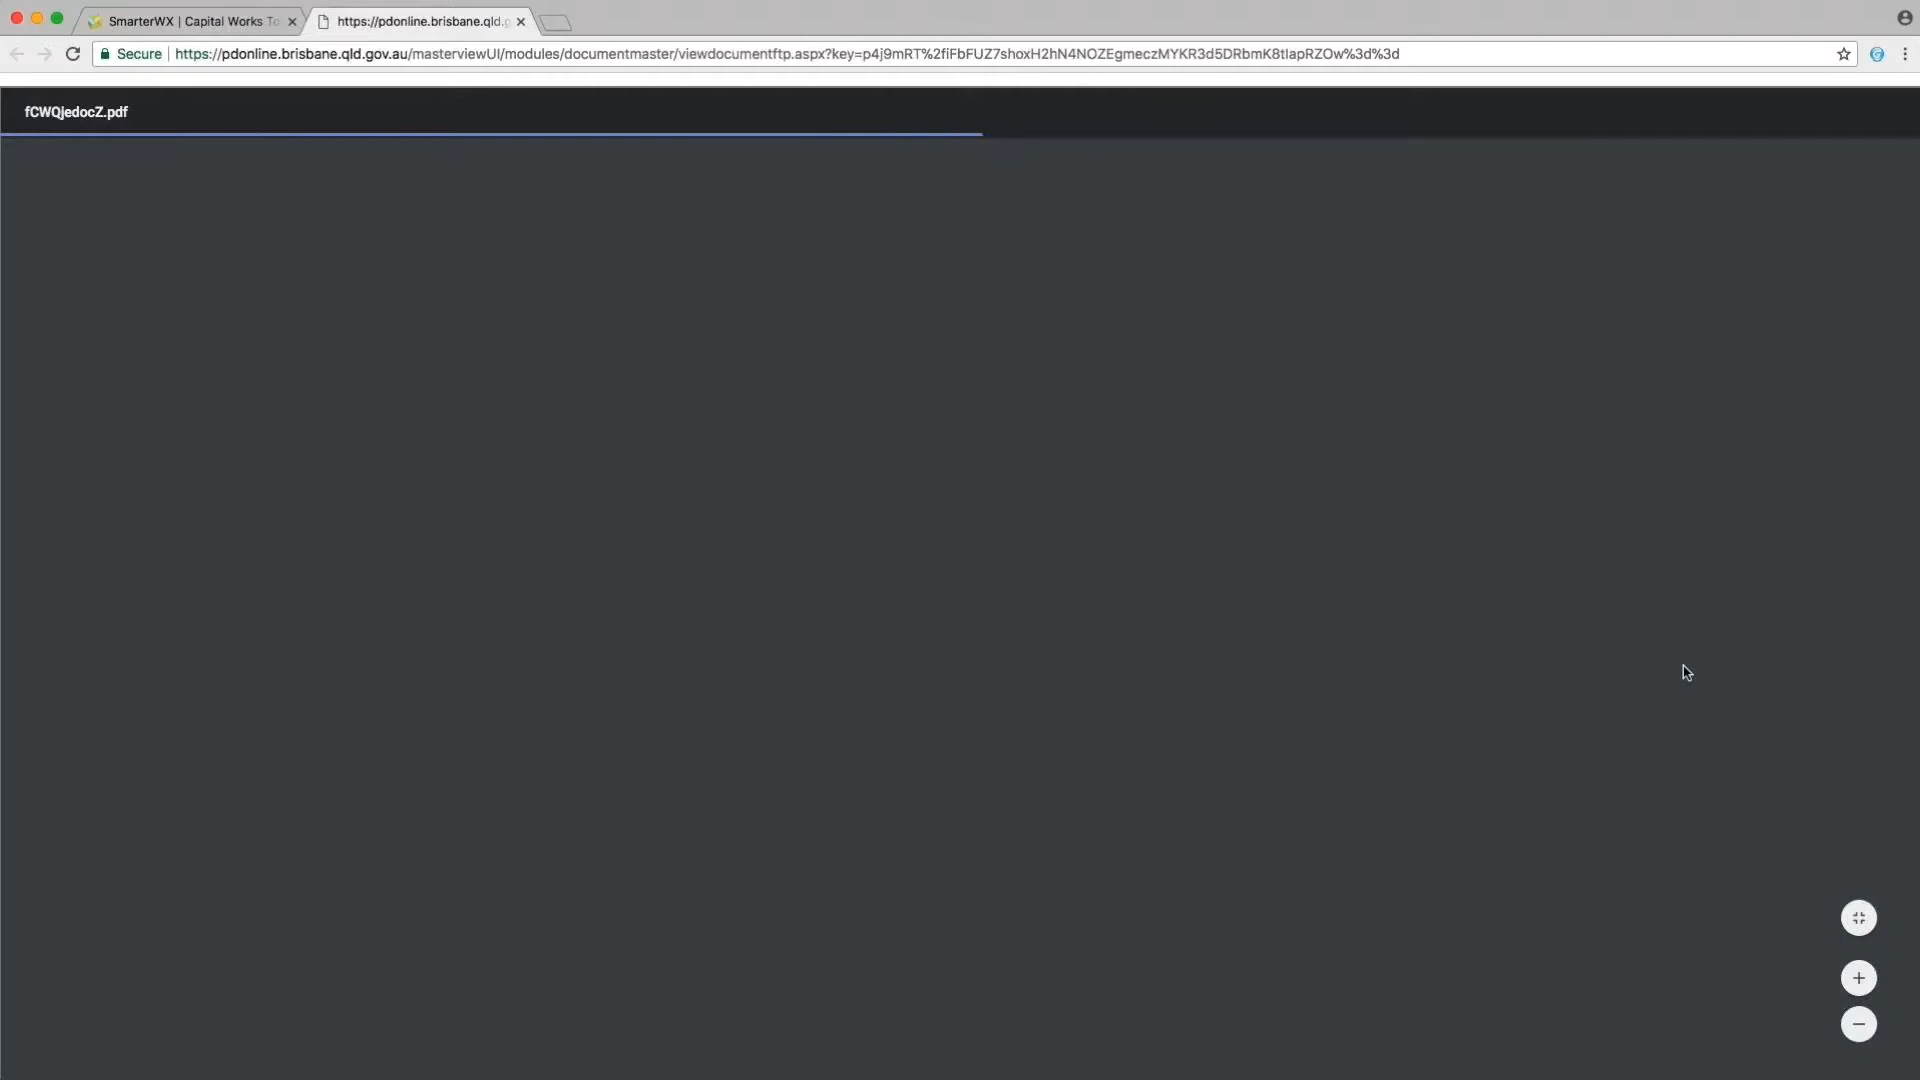 SmarterWX | Capital Works To
https://pdonline.brisbane.qld.g
Secure
https://pdonline.brisbane.qld.gov.au/masterviewUI/modules/documentmaster/viewdocumentftp.aspx?key=p4j9mRT%2fiFbFUZ7shoxH2hN4NOZEgmeczMYKR3d5DRbmK8tIapRZOw%3d%3d
fCWQjedocZ.pdf